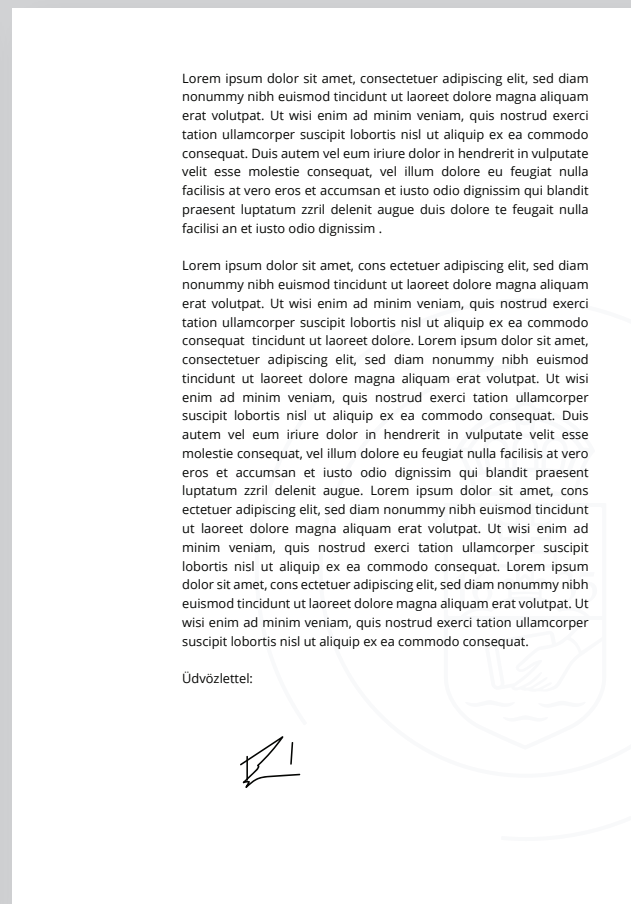 Lorem ipsum dolor sit amet, consectetuer adipiscing elit, sed diam
nonummy nibh euismod tincidunt ut laoreet dolore magna aliquam
erat volutpat. Ut wisi enim ad minim veniam, quis nostrud exerci
tation ullamcorper suscipit lobortis nisl ut aliquip ex ea commodo
consequat. Duis autem vel eum iriure dolor in hendrerit in vulputate
velit esse molestie consequat, vel illum dolore eu feugiat nulla
facilisis at vero eros et accumsan et iusto odio dignissim qui blandit
praesent luptatum zzril delenit augue duis dolore te feugait nulla
facilisi an et iusto odio dignissim .
Lorem ipsum dolor sit amet, cons ectetuer adipiscing elit, sed diam
nonummy nibh euismod tincidunt ut laoreet dolore magna aliquam
erat volutpat. Ut wisi enim ad minim veniam, quis nostrud exerci
tation ullamcorper suscipit lobortis nisl ut aliquip ex ea commodo
consequat  tincidunt ut laoreet dolore. Lorem ipsum dolor sit amet,
consectetuer adipiscing elit, sed diam nonummy nibh euismod
tincidunt ut laoreet dolore magna aliquam erat volutpat. Ut wisi
enim ad minim veniam, quis nostrud exerci tation ullamcorper
suscipit lobortis nisl ut aliquip ex ea commodo consequat. Duis
autem vel eum iriure dolor in hendrerit in vulputate velit esse
molestie consequat, vel illum dolore eu feugiat nulla facilisis at vero
eros et accumsan et iusto odio dignissim qui blandit praesent
luptatum zzril delenit augue. Lorem ipsum dolor sit amet, cons
ectetuer adipiscing elit, sed diam nonummy nibh euismod tincidunt
ut laoreet dolore magna aliquam erat volutpat. Ut wisi enim ad
minim veniam, quis nostrud exerci tation ullamcorper suscipit
lobortis nisl ut aliquip ex ea commodo consequat. Lorem ipsum
dolor sit amet, cons ectetuer adipiscing elit, sed diam nonummy nibh
euismod tincidunt ut laoreet dolore magna aliquam erat volutpat. Ut
wisi enim ad minim veniam, quis nostrud exerci tation ullamcorper
suscipit lobortis nisl ut aliquip ex ea commodo consequat.
Üdvözlettel: